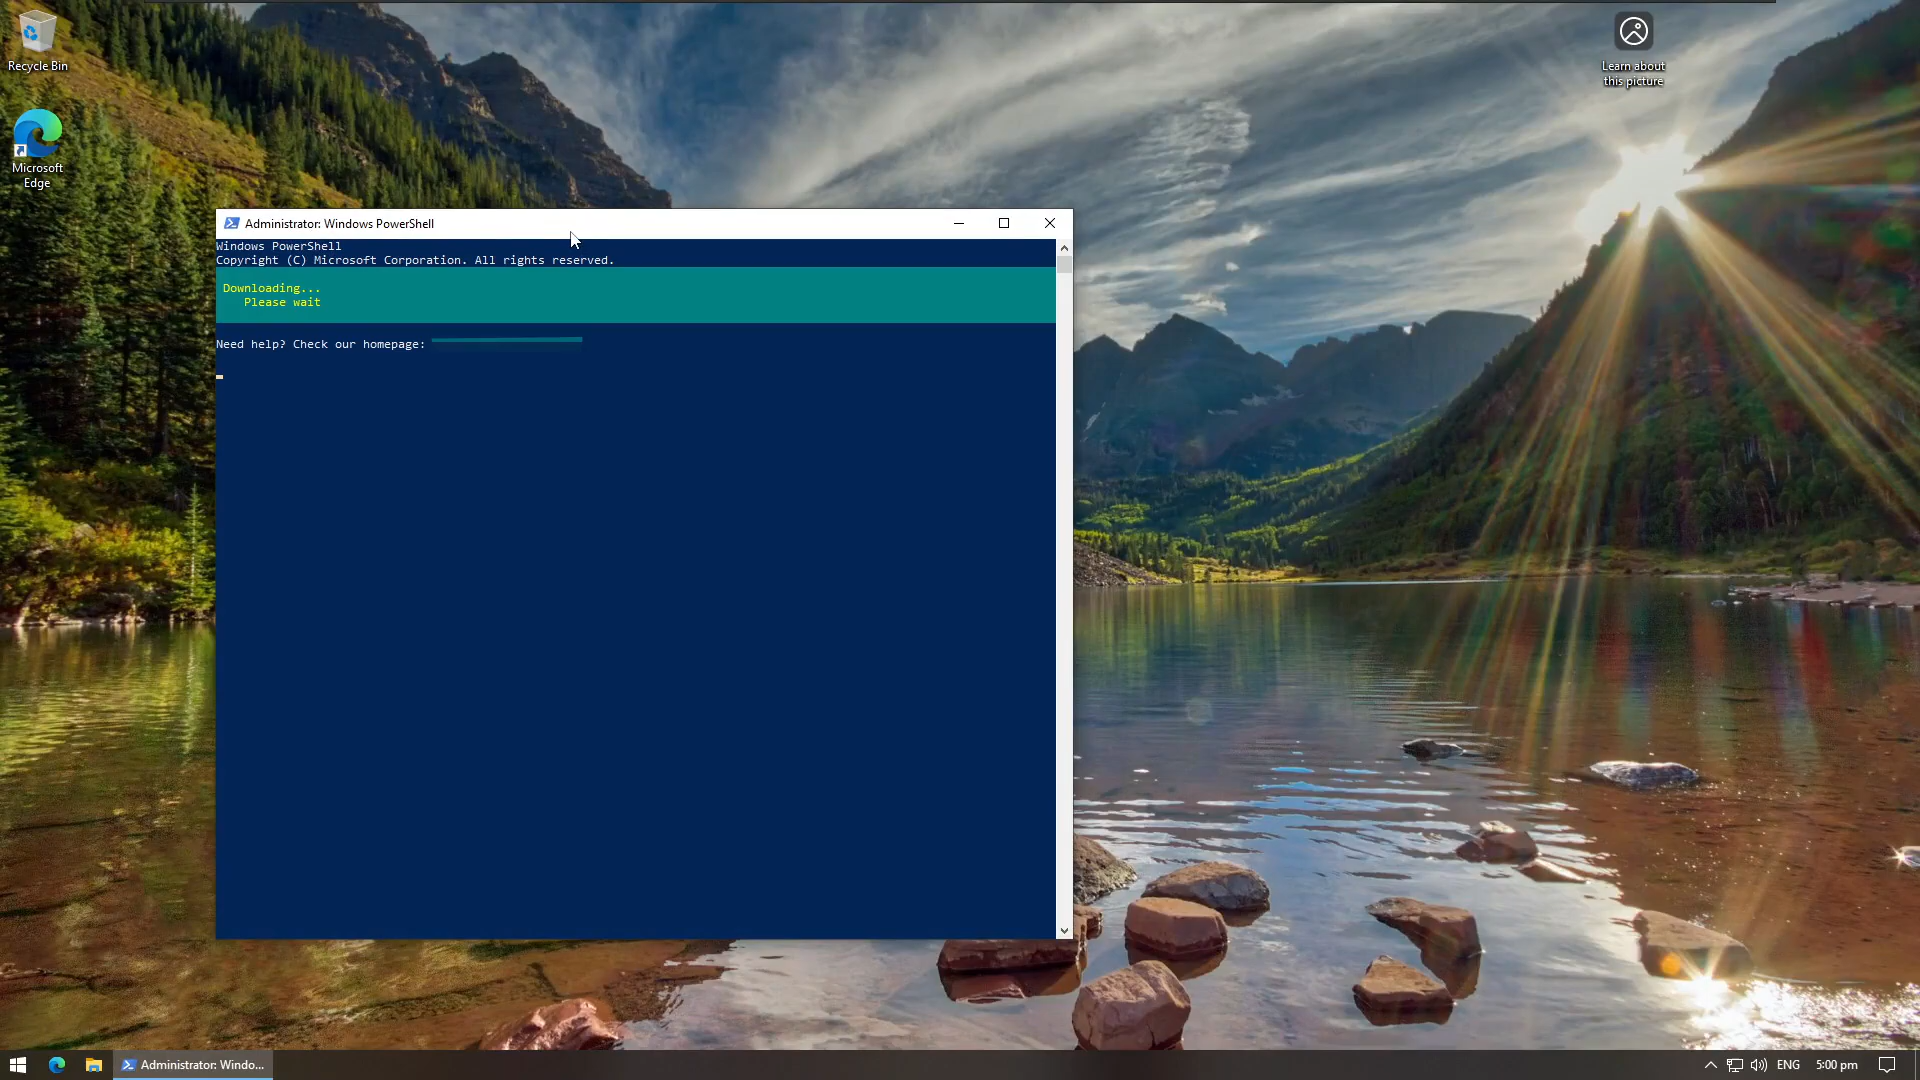 Recycle Bin
Learn about
this picture
Microsoft
Edge
Administrator: Windows PowerShell
Windows PowerShell
Copyright (C) Microsoft Corporation. All rights reserved.
Downloading...
Please wait
Need help? Check our homepage:
Administrator: Windo...
ENG
5:00 pm